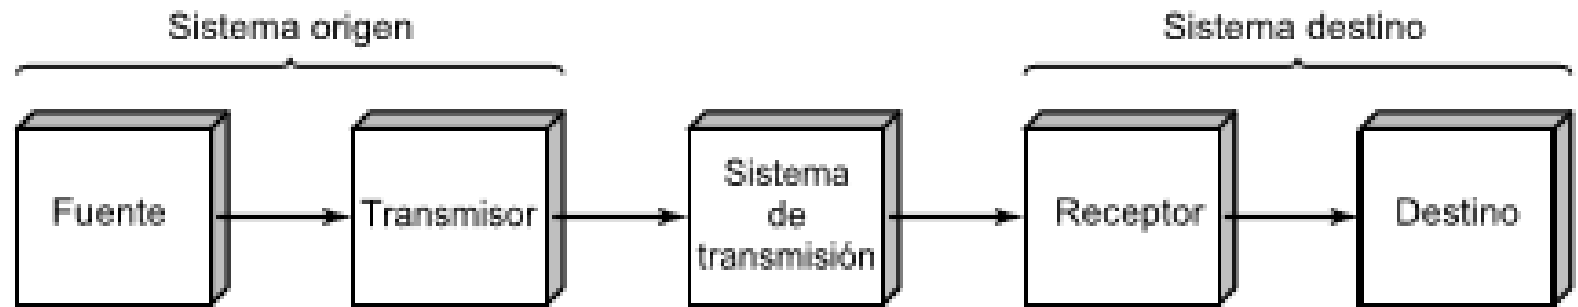 Sistema origen
Sistema destino
Fuente
Transmisor
Sistema
de
transmisión
Receptor
Destino